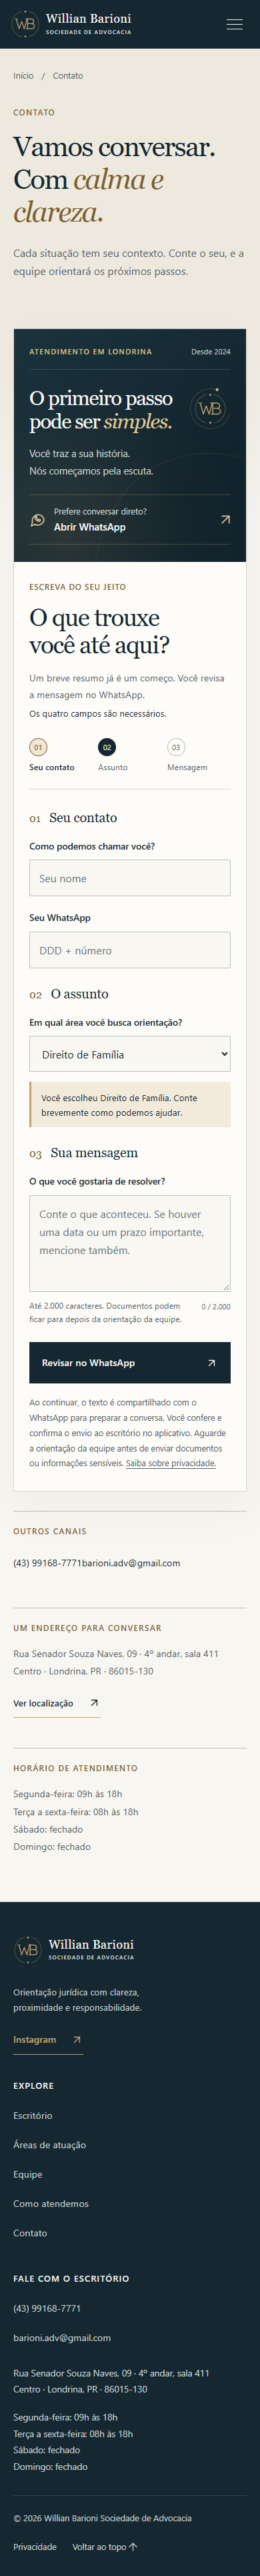 WB
Willian Barioni
SOCIEDADE DE ADVOCACIA
Início / Contato
CONTATO
Vamos conversar.
Com calma e
clareza.
Cada situação tem seu contexto. Conte o seu, e a
equipe orientará os próximos passos.
ATENDIMENTO EM LONDRINA
Desde 2024
O primeiro passo
pode ser simples.
WB
Você traz a sua história.
Nós começamos pela escuta.
Prefere conversar direto?
Abrir WhatsApp
ESCREVA DO SEU JEITO
O que trouxe
você até aqui?
Um breve resumo já é um começo. Você revisa
a mensagem no WhatsApp.
Os quatro campos são necessários.
01 02 03
Seu contato Assunto Mensagem
01 Seu contato
Como podemos chamar você?
Seu nome
Seu WhatsApp
DDD + número
02 O assunto
Em qual área você busca orientação?
Direito de Família
Você escolheu Direito de Família. Conte
brevemente como podemos ajudar.
03 Sua mensagem
O que você gostaria de resolver?
Conte o que aconteceu. Se houver
uma data ou um prazo importante,
mencione também.
Até 2.000 caracteres. Documentos podem
ficar para depois da orientação da equipe.
0 / 2.000
Revisar no WhatsApp
Ao continuar, o texto é compartilhado com o
WhatsApp para preparar a conversa. Você confere e
confirma o envio ao escritório no aplicativo. Aguarde
a orientação da equipe antes de enviar documentos
ou informações sensíveis. Saiba sobre privacidade.
OUTROS CANAIS
(43) 99168-7771barioni.adv@gmail.com
UM ENDEREÇO PARA CONVERSAR
Rua Senador Souza Naves, 09 · 4º andar, sala 411
Centro · Londrina, PR · 86015-130
Ver localização
HORÁRIO DE ATENDIMENTO
Segunda-feira: 09h às 18h
Terça a sexta-feira: 08h às 18h
Sábado: fechado
Domingo: fechado
WB
Willian Barioni
SOCIEDADE DE ADVOCACIA
Orientação jurídica com clareza,
proximidade e responsabilidade.
Instagram
EXPLORE
Escritório
Áreas de atuação
Equipe
Como atendemos
Contato
FALE COM O ESCRITÓRIO
(43) 99168-7771
barioni.adv@gmail.com
Rua Senador Souza Naves, 09 · 4º andar, sala 411
Centro · Londrina, PR · 86015-130
Segunda-feira: 09h às 18h
Terça a sexta-feira: 08h às 18h
Sábado: fechado
Domingo: fechado
© 2026 Willian Barioni Sociedade de Advocacia
Privacidade Voltar ao topo ↑